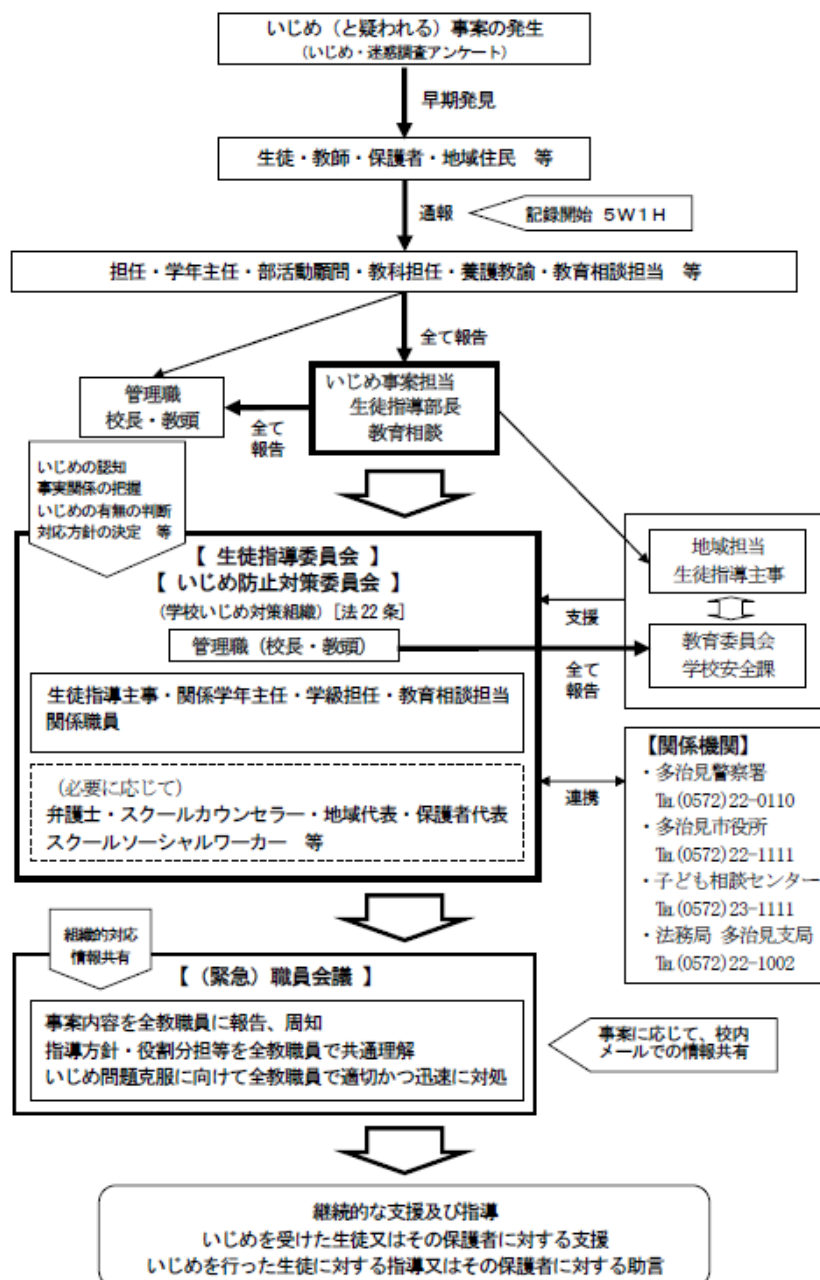 いじめ（と疑われる）事案の発生
（いじめ・迷惑調査アンケート）
早期発見
生徒・教師・保護者・地域住民　等
通報
記録開始 ５Ｗ１Ｈ
担任・学年主任・部活動顧問・教科担任・養護教諭・教育相談担当　等
全て報告
管理職
校長・教頭
いじめ事案担当
生徒指導部長
教育相談
全て
報告
いじめの認知
事実関係の把握
いじめの有無の判断
対応方針の決定　等
【 生徒指導委員会 】
【 いじめ防止対策委員会 】
（学校いじめ対策組織）［法 22 条］
管理職（校長・教頭）
生徒指導主事・関係学年主任・学級担任・教育相談担当
関係職員
（必要に応じて）
弁護士・スクールカウンセラー・地域代表・保護者代表
スクールソーシャルワーカー　等
支援
全て
報告
地域担当
生徒指導主事
教育委員会
学校安全課
連携
【関係機関】
・多治見警察署
℡(0572)22-0110
・多治見市役所
℡(0572)22-1111
・子ども相談センター
℡(0572)23-1111
・法務局 多治見支局
℡(0572)22-1002
組織的対応
情報共有
【（緊急）職員会議 】
事案内容を全教職員に報告、周知
指導方針・役割分担等を全教職員で共通理解
いじめ問題克服に向けて全教職員で適切かつ迅速に対処
事案に応じて、校内
メールでの情報共有
継続的な支援及び指導
いじめを受けた生徒又はその保護者に対する支援
いじめを行った生徒に対する指導又はその保護者に対する助言